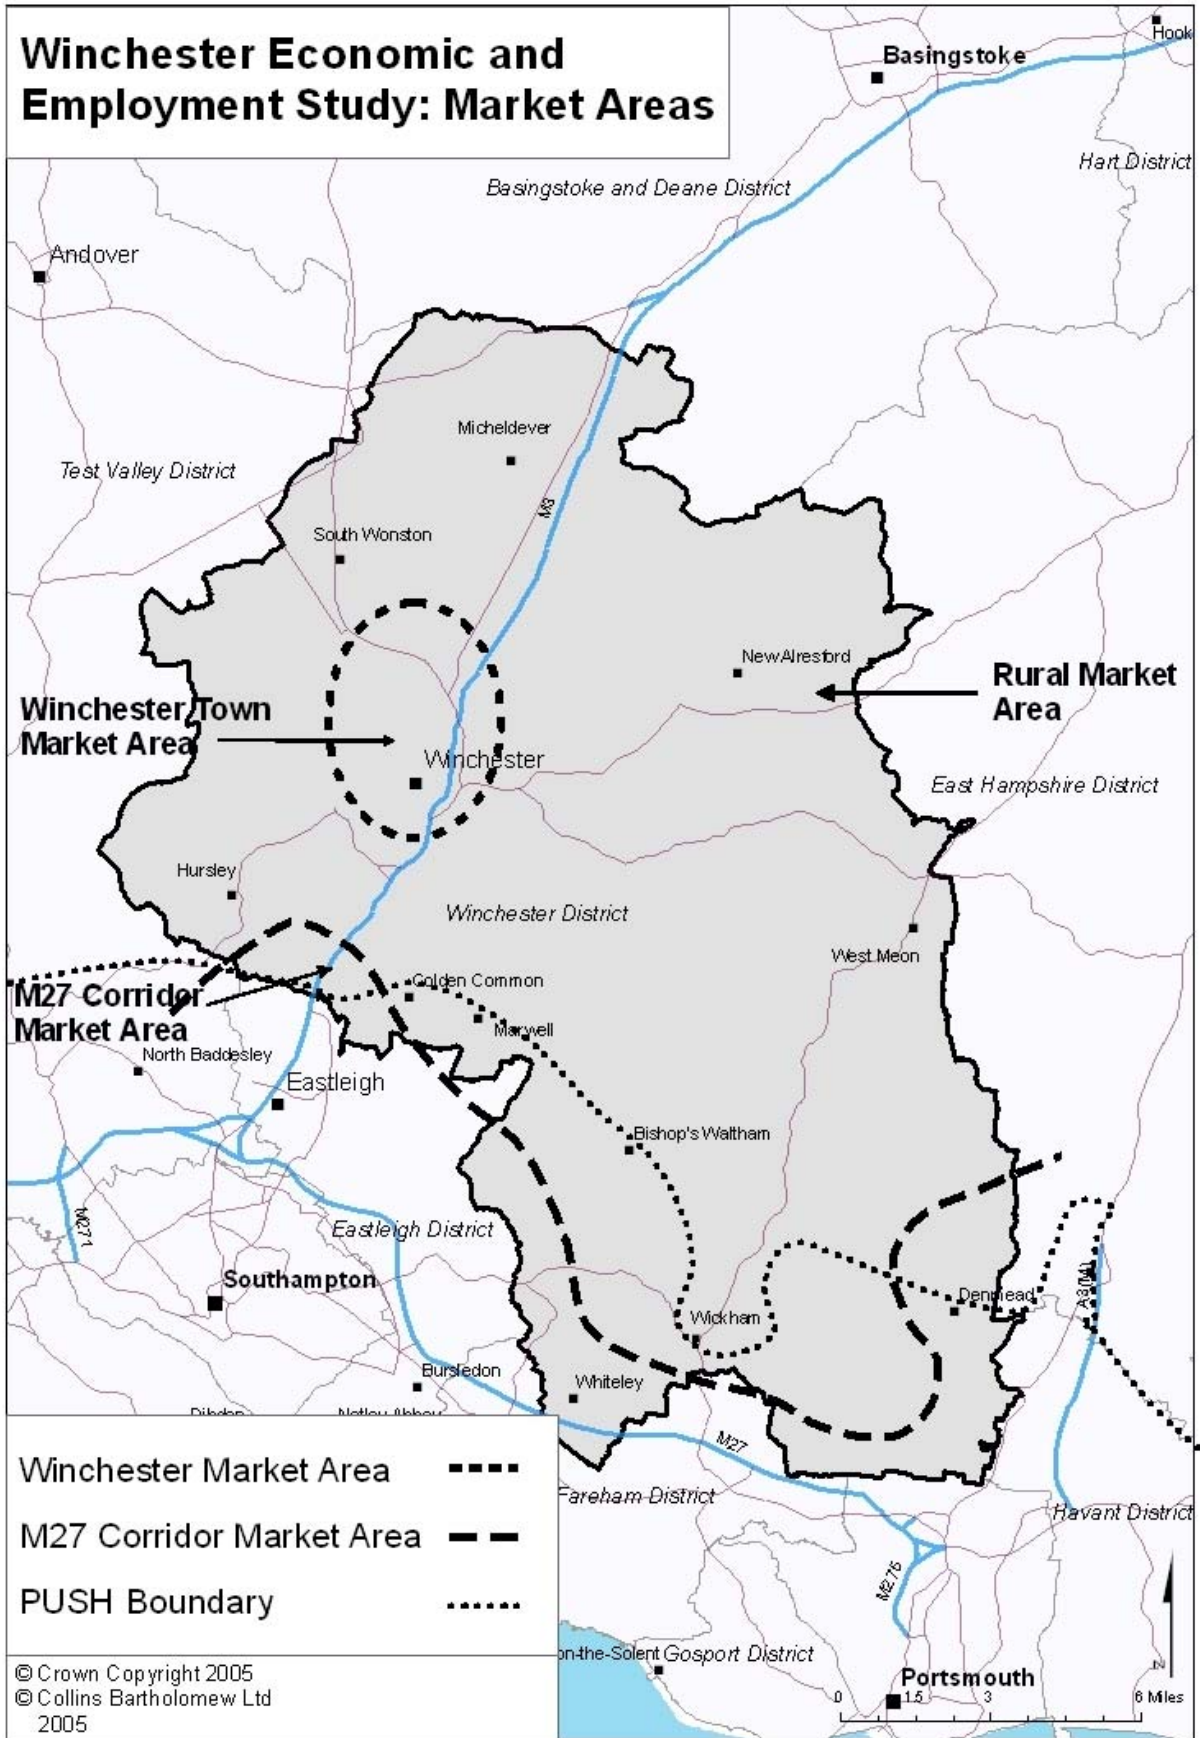 Winchester Economic and
Employment Study: Market Areas
Hook
Basingstoke
Hart District
Basingstoke and Deane District
Andover
Micheldever
Test Valley District
M3
South Wonston
New Alresford
Rural Market
Area
Winchester Town
Market Area
Winchester
East Hampshire District
Hursley
Winchester District
West Meon
M27 Corridor
Market Area
Colden Common
Marwell
North Baddesley
Eastleigh
Bishop's Waltham
M271
Eastleigh District
Southampton
Denmead
A3(M)
Wickham
Bursledon
Whiteley
M27
Winchester Market Area
M27 Corridor Market Area
PUSH Boundary
Fareham District
Havant District
M275
on-the-Solent
Gosport District
N
Portsmouth
0 1.5 3 6 Miles
© Crown Copyright 2005
© Collins Bartholomew Ltd
2005